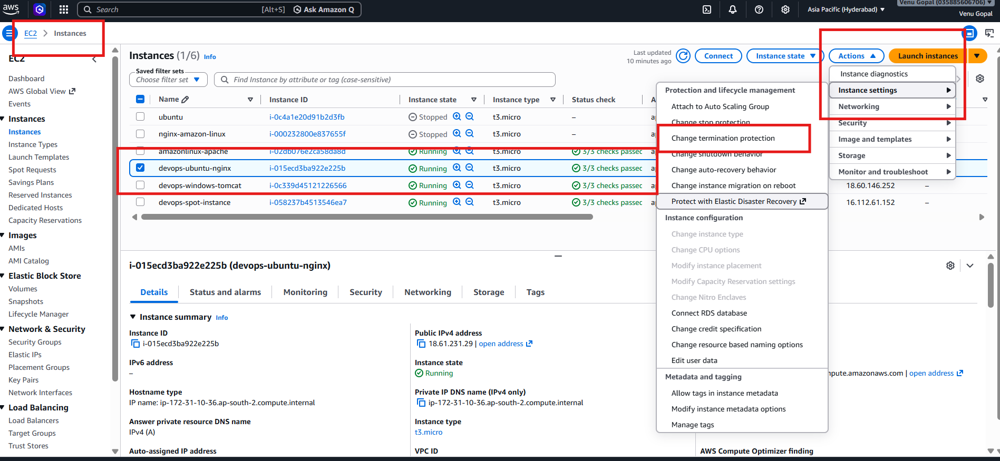 aws
Search [Alt+S] Ask Amazon Q
Asia Pacific (Hyderabad)
Venu Gopal (035885606706)
Venu Gopal
EC2 > Instances
EC2
Dashboard
AWS Global View
Events
Instances
Instances
Instance Types
Launch Templates
Spot Requests
Savings Plans
Reserved Instances
Dedicated Hosts
Capacity Reservations
Images
AMIs
AMI Catalog
Elastic Block Store
Volumes
Snapshots
Lifecycle Manager
Network & Security
Security Groups
Elastic IPs
Placement Groups
Key Pairs
Network Interfaces
Load Balancing
Load Balancers
Target Groups
Trust Stores
Instances (1/6) Info
Last updated
10 minutes ago
Connect
Instance state
Actions
Launch instances
Saved filter sets
Choose filter set
Find Instance by attribute or tag (case-sensitive)
Name Instance ID Instance state Instance type Status check A
ubuntu i-0c4a1e20d91b2d3fb Stopped t3.micro – a
nginx-amazon-linux i-000232800e837655f Stopped t3.micro – a
amazonlinux-apache i-02db076e2ca58da8d Running t3.micro 3/3 checks passec
devops-ubuntu-nginx i-015ecd3ba922e225b Running t3.micro 3/3 checks passec
devops-windows-tomcat i-0c339d45121226566 Running t3.micro 3/3 checks passec 18.60.146.252 –
devops-spot-instance i-058237b4513546ea7 Running t3.micro 3/3 checks passec 16.112.61.152 –
Instance diagnostics
Instance settings
Networking
Security
Image and templates
Storage
Monitor and troubleshoot
Protection and lifecycle management
Attach to Auto Scaling Group
Change stop protection
Change termination protection
Change shutdown behavior
Change auto-recovery behavior
Change instance migration on reboot
Protect with Elastic Disaster Recovery
Instance configuration
Change instance type
Change CPU options
Modify instance placement
Modify Capacity Reservation settings
Change Nitro Enclaves
Connect RDS database
Change credit specification
Change resource based naming options
Edit user data
Metadata and tagging
Allow tags in instance metadata
Modify instance metadata options
Manage tags
i-015ecd3ba922e225b (devops-ubuntu-nginx)
Details Status and alarms Monitoring Security Networking Storage Tags
Instance summary Info
Instance ID
i-015ecd3ba922e225b
IPv6 address
–
Hostname type
IP name: ip-172-31-10-36.ap-south-2.compute.internal
Answer private resource DNS name
IPv4 (A)
Auto-assigned IP address
Public IPv4 address
18.61.231.29 | open address
Instance state
Running
Private IP DNS name (IPv4 only)
ip-172-31-10-36.ap-south-2.compute.internal
Instance type
t3.micro
VPC ID
mpute.amazonaws.com | open address
AWS Compute Optimizer finding